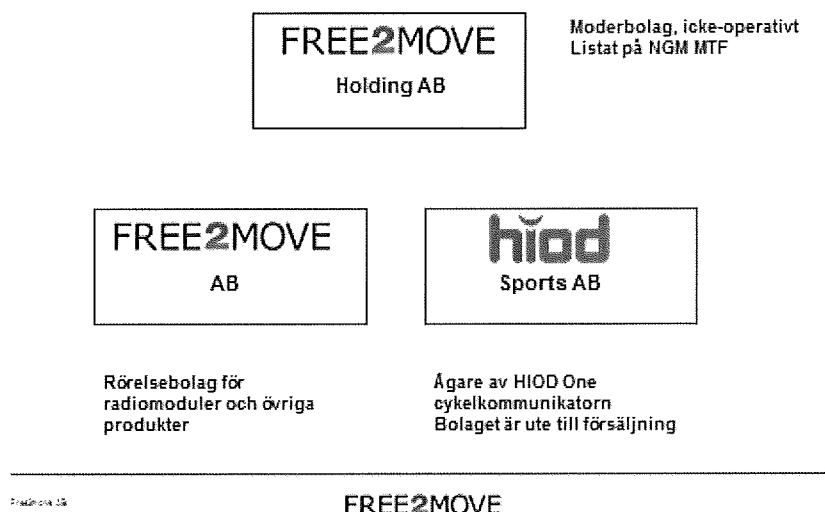 FREE2MOVE
Holding AB
Moderbolag, icke-operativt
Listat på NGM MTF
FREE2MOVE
AB
hiod
Sports AB
Rörelsebolag för
radiomoduler och övriga
produkter
Ägare av HIOD One
cykelkommunikatorn
Bolaget är ute till försäljning
FREE2MOVE